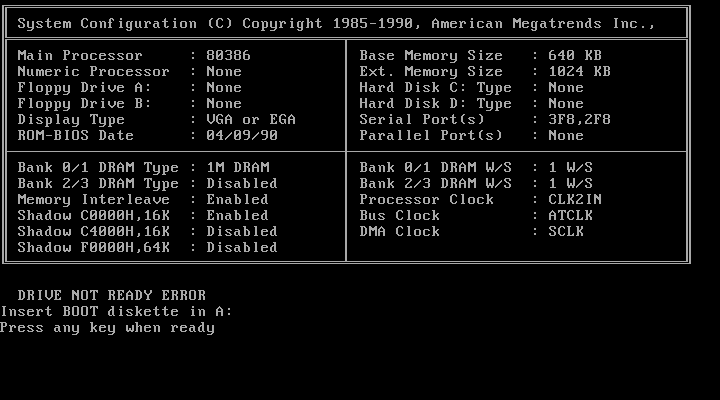 System Configuration (C) Copyright 1985-1990, American Megatrends Inc.,
Main Processor : 80386
Numeric Processor : None
Floppy Drive A: : None
Floppy Drive B: : None
Display Type : VGA or EGA
ROM-BIOS Date : 04/09/90
Base Memory Size : 640 KB
Ext. Memory Size : 1024 KB
Hard Disk C: Type : None
Hard Disk D: Type : None
Serial Port(s) : 3F8,2F8
Parallel Port(s) : None
Bank 0/1 DRAM Type : 1M DRAM
Bank 2/3 DRAM Type : Disabled
Memory Interleave : Enabled
Shadow C0000H,16K : Enabled
Shadow C4000H,16K : Disabled
Shadow F0000H,64K : Disabled
Bank 0/1 DRAM W/S : 1 W/S
Bank 2/3 DRAM W/S : 1 W/S
Processor Clock : CLK2IN
Bus Clock : ATCLK
DMA Clock : SCLK
DRIVE NOT READY ERROR
Insert BOOT diskette in A:
Press any key when ready